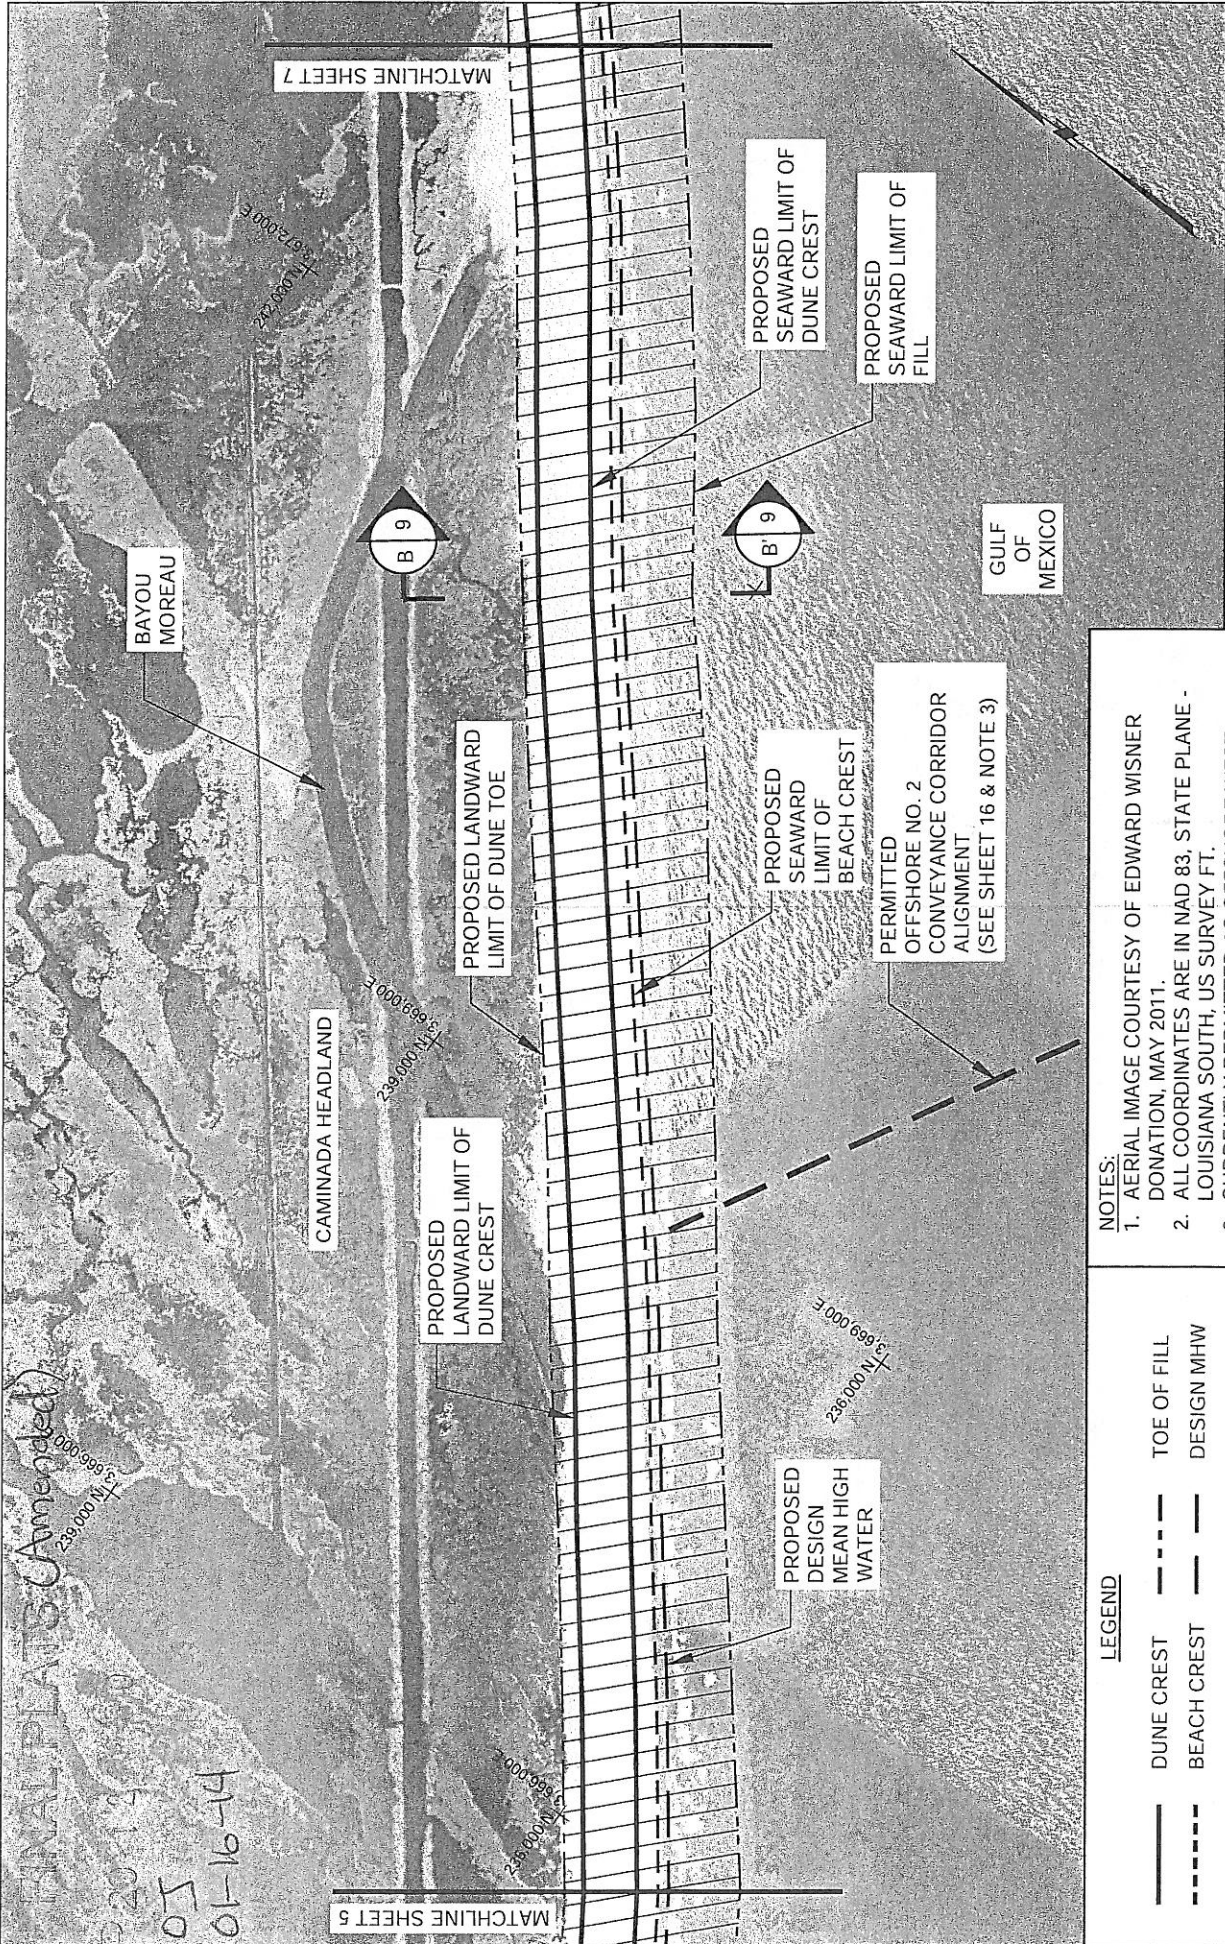 FINAL PLATS (Amended)
OJ
01-16-14
239,000 N
3,666,000 E
BAYOU
MOREAU
242,000 N
3,672,000 E
MATCHLINE SHEET 7
CAMINADA HEADLAND
239,000 N
3,669,000 E
B 9
PROPOSED LANDWARD
LIMIT OF DUNE TOE
PROPOSED
LANDWARD LIMIT OF
DUNE CREST
MATCHLINE SHEET 5
236,000 N
3,666,000 E
PROPOSED
SEAWARD LIMIT OF
DUNE CREST
PROPOSED
SEAWARD LIMIT OF
FILL
B' 9
PROPOSED
SEAWARD
LIMIT OF
BEACH CREST
PROPOSED
DESIGN
MEAN HIGH
WATER
236,000 N
3,669,000 E
PERMITTED
OFFSHORE NO. 2
CONVEYANCE CORRIDOR
ALIGNMENT
(SEE SHEET 16 & NOTE 3)
GULF
OF
MEXICO
LEGEND
DUNE CREST
TOE OF FILL
BEACH CREST
DESIGN MHW
NOTES:
1. AERIAL IMAGE COURTESY OF EDWARD WISNER
DONATION, MAY 2011.
2. ALL COORDINATES ARE IN NAD 83, STATE PLANE -
LOUISIANA SOUTH, US SURVEY FT.